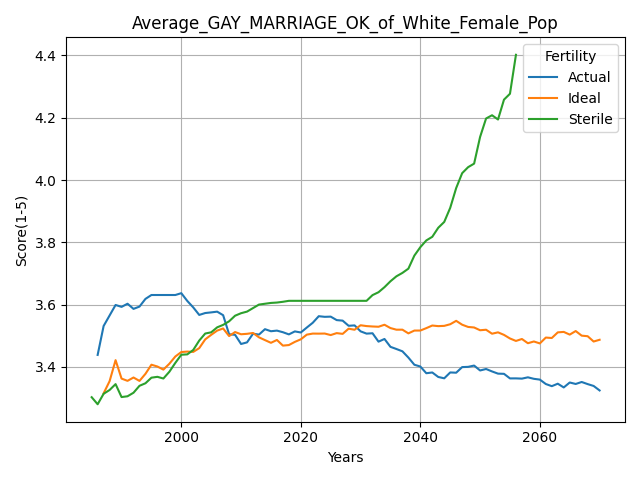 Average_GAY_MARRIAGE_OK_of_White_Female_Pop
Fertility
Actual
Ideal
Sterile
Score(1-5)
4.4
4.2
4.0
3.8
3.6
3.4
2000
2020
2040
2060
Years